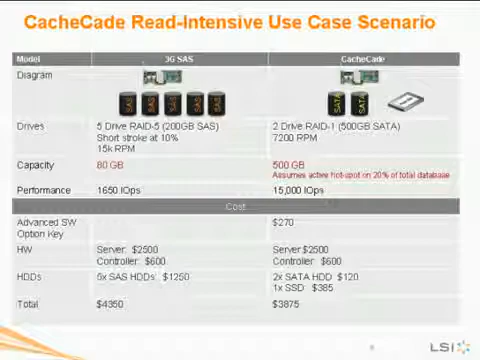 CacheCade Read-Intensive Use Case Scenario
Model 3G SAS CacheCade
Diagram
SAS SAS SAS SAS SAS SATA SATA
Drives 5 Drive RAID-5 (200GB SAS) 2 Drive RAID-1 (500GB SATA)
Short stroke at 10% 7200 RPM
15k RPM
Capacity 80 GB 500 GB
Assumes active hot-spot on 20% of total database
Performance 1650 IOps 15,000 IOps
Cost
Advanced SW $270
Option Key
HW Server: $2500 Server:$2500
Controller: $600 Controller: $600
HDDs 5x SAS HDDs: $1250 2x SATA HDD $120
1x SSD: $385
Total $4350 $3875
LSI